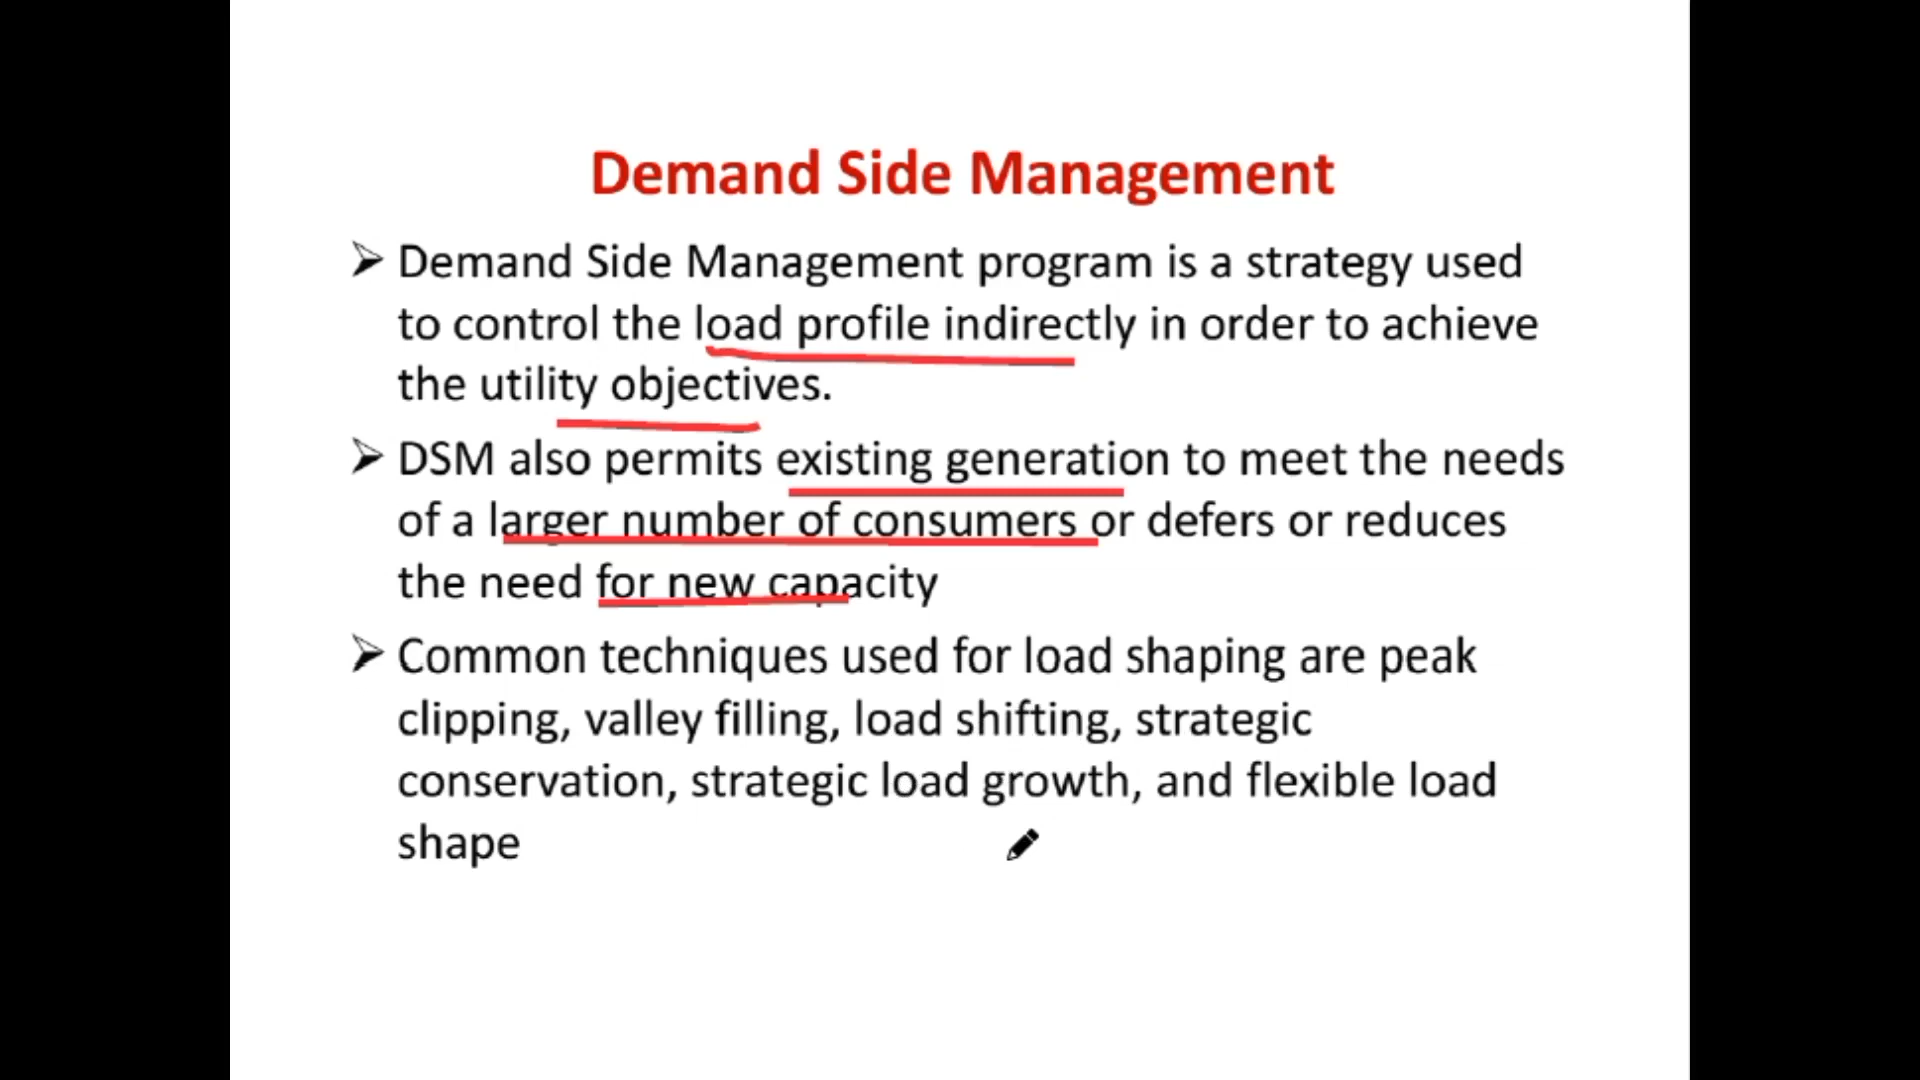 Demand Side Management
➢ Demand Side Management program is a strategy used
to control the load profile indirectly in order to achieve
the utility objectives.
➢ DSM also permits existing generation to meet the needs
of a larger number of consumers or defers or reduces
the need for new capacity
➢ Common techniques used for load shaping are peak
clipping, valley filling, load shifting, strategic
conservation, strategic load growth, and flexible load
shape